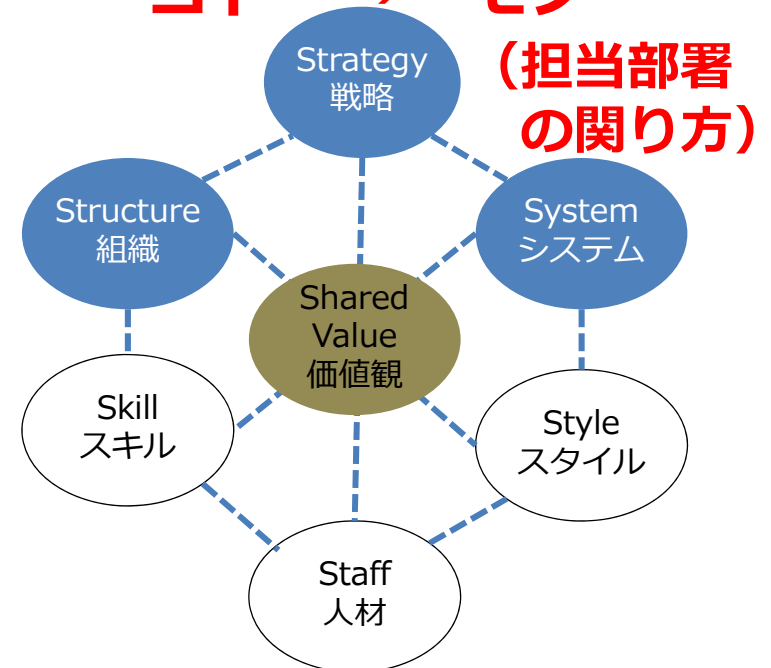 （担当部署
の関り方）
Strategy
戦略
Structure
組織
System
システム
Shared
Value
価値観
Skill
スキル
Style
スタイル
Staff
人材